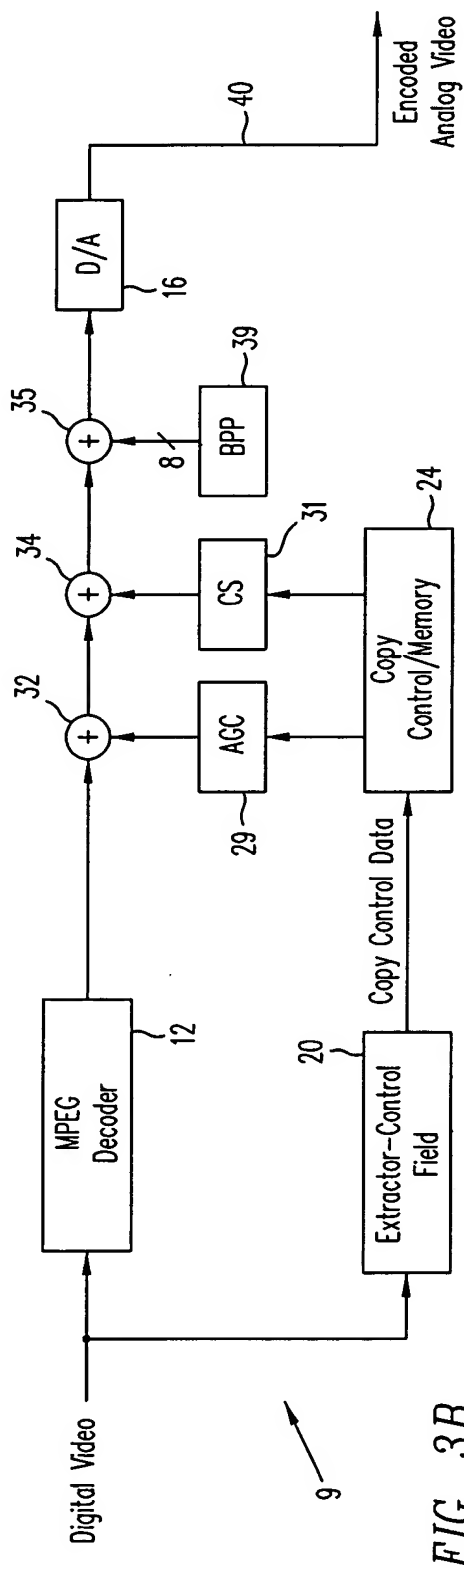 Digital Video
MPEG
Decoder
12
32
34
35
D/A
16
40
Encoded
Analog Video
AGC
29
CS
31
8
BPP
39
Extractor-Control
Field
20
Copy Control Data
Copy
Control/Memory
24
9
FIG. 3B